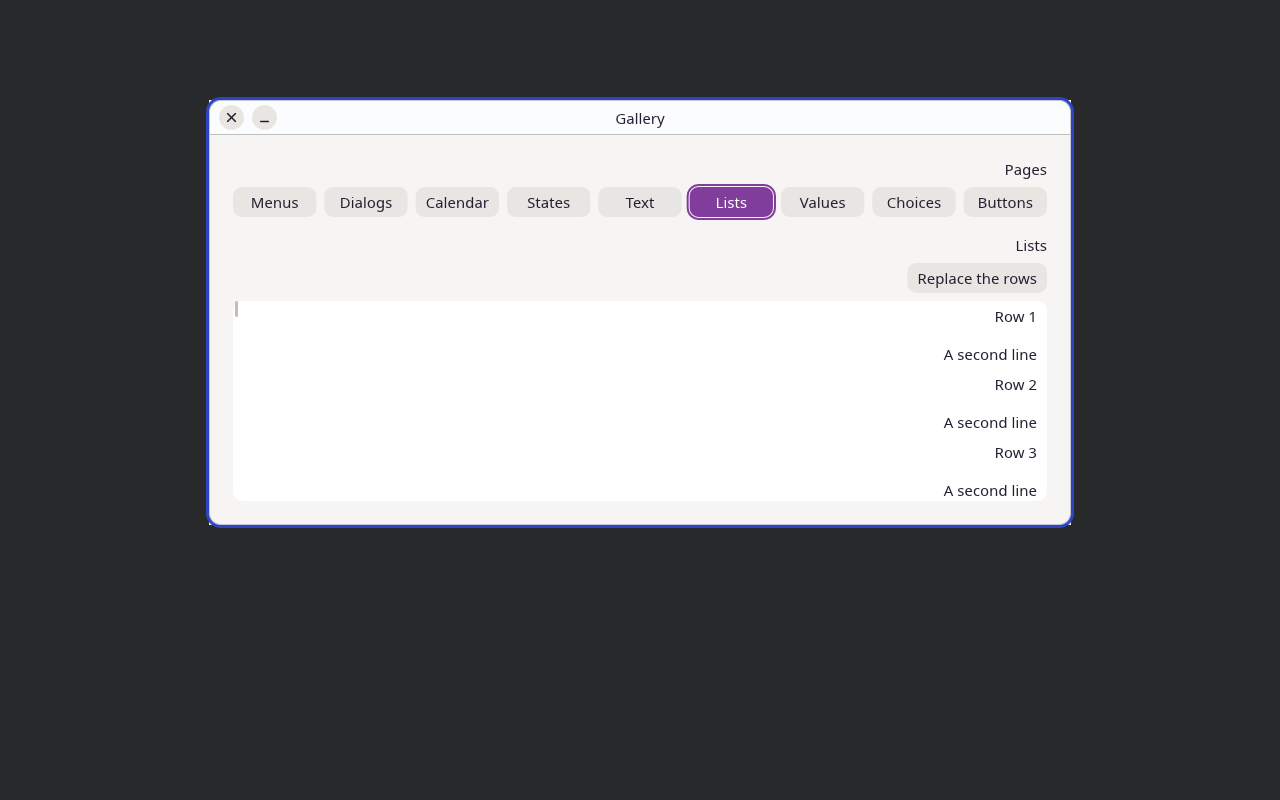 Gallery
Pages
Menus Dialogs Calendar States Text Lists Values Choices Buttons
Lists
Replace the rows
Row 1
A second line
Row 2
A second line
Row 3
A second line